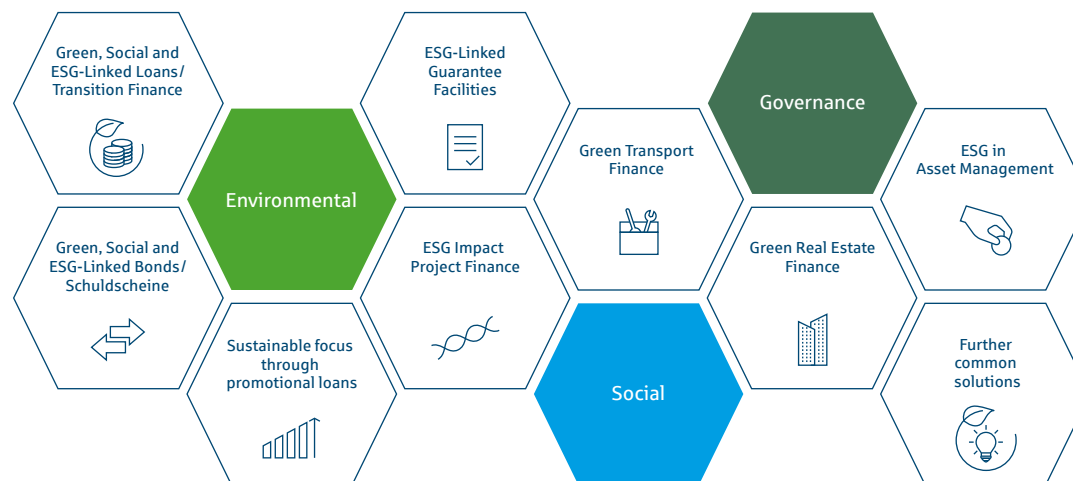 Green, Social and
ESG-Linked Loans/
Transition Finance
ESG-Linked
Guarantee
Facilities
Governance
Environmental
Green Transport
Finance
ESG in
Asset Management
Green, Social and
ESG-Linked Bonds/
Schuldscheine
ESG Impact
Project Finance
Green Real Estate
Finance
Sustainable focus
through
promotional loans
Social
Further
common
solutions